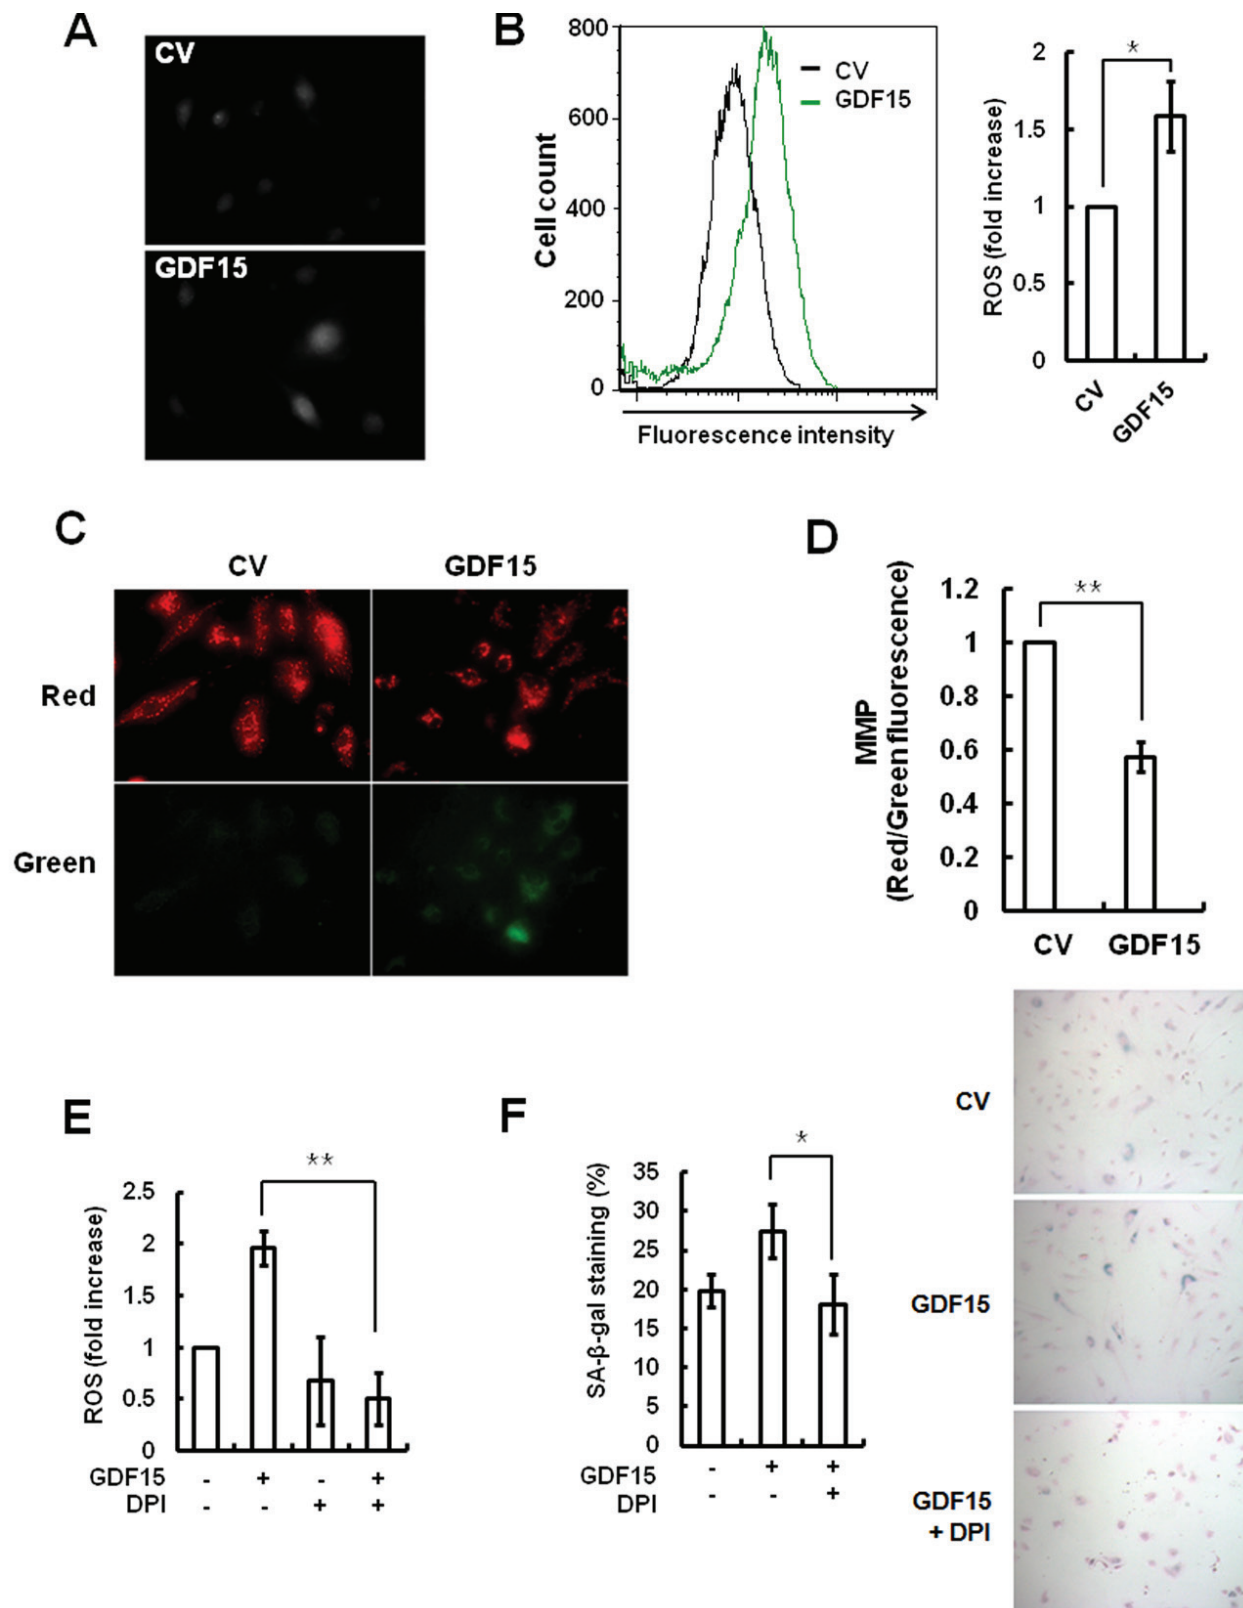 A
CV
GDF15
B
800
600
400
200
0
Cell count
CV
GDF15
Fluorescence intensity
2
1.5
1
0.5
0
ROS (fold increase)
*
CV
GDF15
C
CV
GDF15
Red
Green
D
1.2
1
0.8
0.6
0.4
0.2
0
MMP
(Red/Green fluorescence)
**
CV
GDF15
E
2.5
2
1.5
1
0.5
0
ROS (fold increase)
**
GDF15 - + - +
DPI - - + +
F
35
30
25
20
15
10
5
0
SA-β-gal staining (%)
*
GDF15 - + +
DPI - - +
CV
GDF15
GDF15
+ DPI